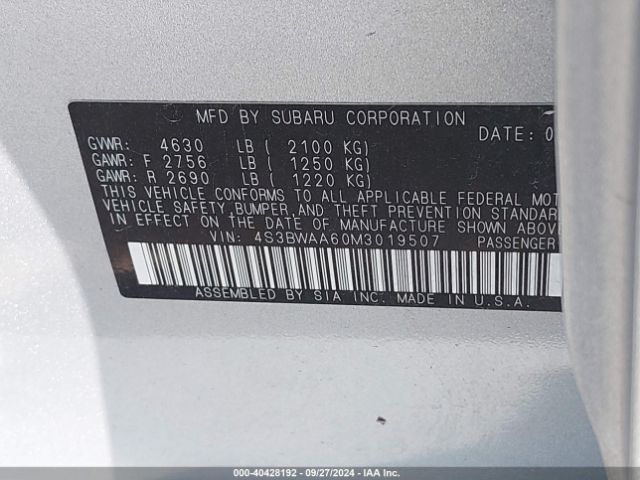 MFD BY SUBARU CORPORATION
DATE: 0
GVWR: 4630 LB ( 2100 KG)
GAWR: F 2756 LB ( 1250 KG)
GAWR: R 2690 LB ( 1220 KG)
THIS VEHICLE CONFORMS TO ALL APPLICABLE FEDERAL MOT
VEHICLE SAFETY BUMPER, AND THEFT PREVENTION STANDAR
IN EFFECT ON THE DATE OF MANUFACTURE SHOWN ABOVE
VIN: 4S3BWAA60M3019507 PASSENGER
ASSEMBLED BY SIA INC. MADE IN U.S.A.
000-40428192 - 09/27/2024 - IAA Inc.